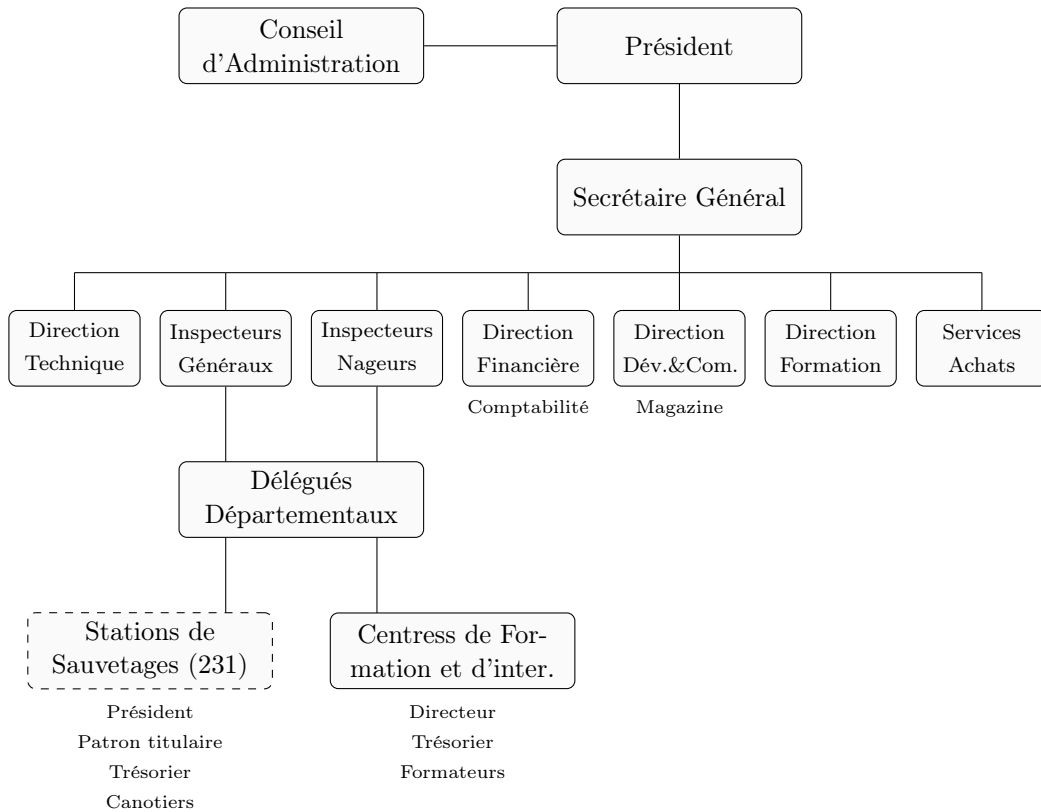 Conseil
d'Administration
Président
Secrétaire Général
Direction
Technique
Inspecteurs
Généraux
Inspecteurs
Nageurs
Direction
Financière
Direction
Dév.&Com.
Direction
Formation
Services
Achats
Comptabilité
Magazine
Délégués
Départementaux
Stations de
Sauvetages (231)
Centress de For-
mation et d'inter.
Président
Patron titulaire
Trésorier
Canotiers
Directeur
Trésorier
Formateurs